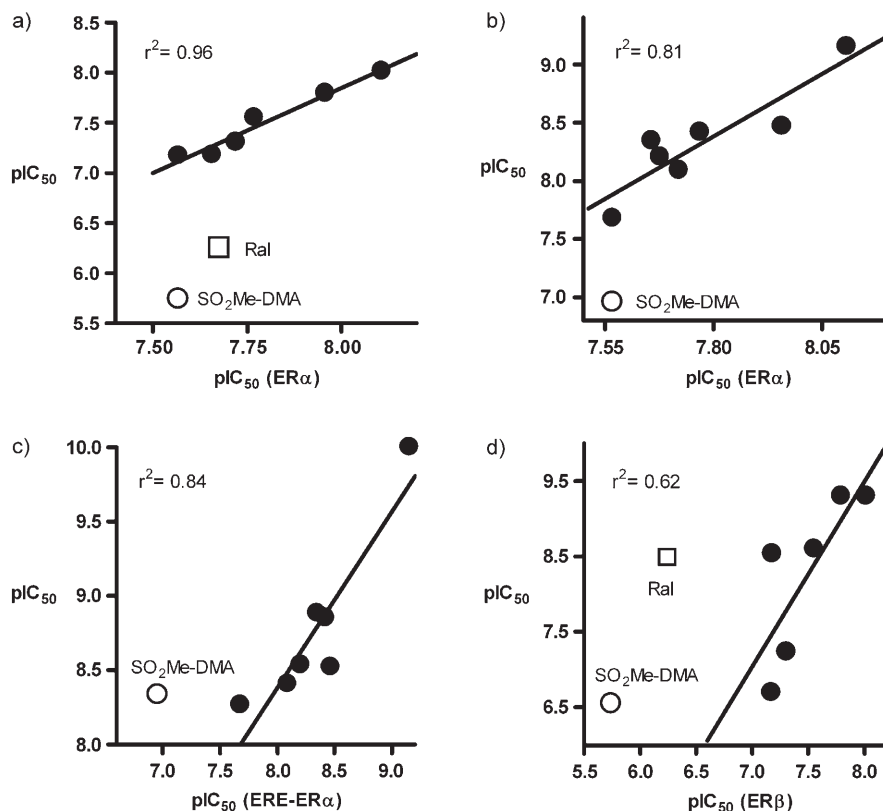 a)
r²= 0.96
8.5
8.0
7.5
7.0
6.5
6.0
5.5
pIC₅₀
Ral
SO₂Me-DMA
7.50 7.75 8.00
pIC₅₀ (ERα)
b)
r²= 0.81
9.0
8.5
8.0
7.5
7.0
pIC₅₀
SO₂Me-DMA
7.55 7.80 8.05
pIC₅₀ (ERα)
c)
r²= 0.84
10.0
9.5
9.0
8.5
8.0
pIC₅₀
SO₂Me-DMA
7.0 7.5 8.0 8.5 9.0
pIC₅₀ (ERE-ERα)
d)
r²= 0.62
9.5
8.5
7.5
6.5
pIC₅₀
Ral
SO₂Me-DMA
5.5 6.0 6.5 7.0 7.5 8.0
pIC₅₀ (ERβ)